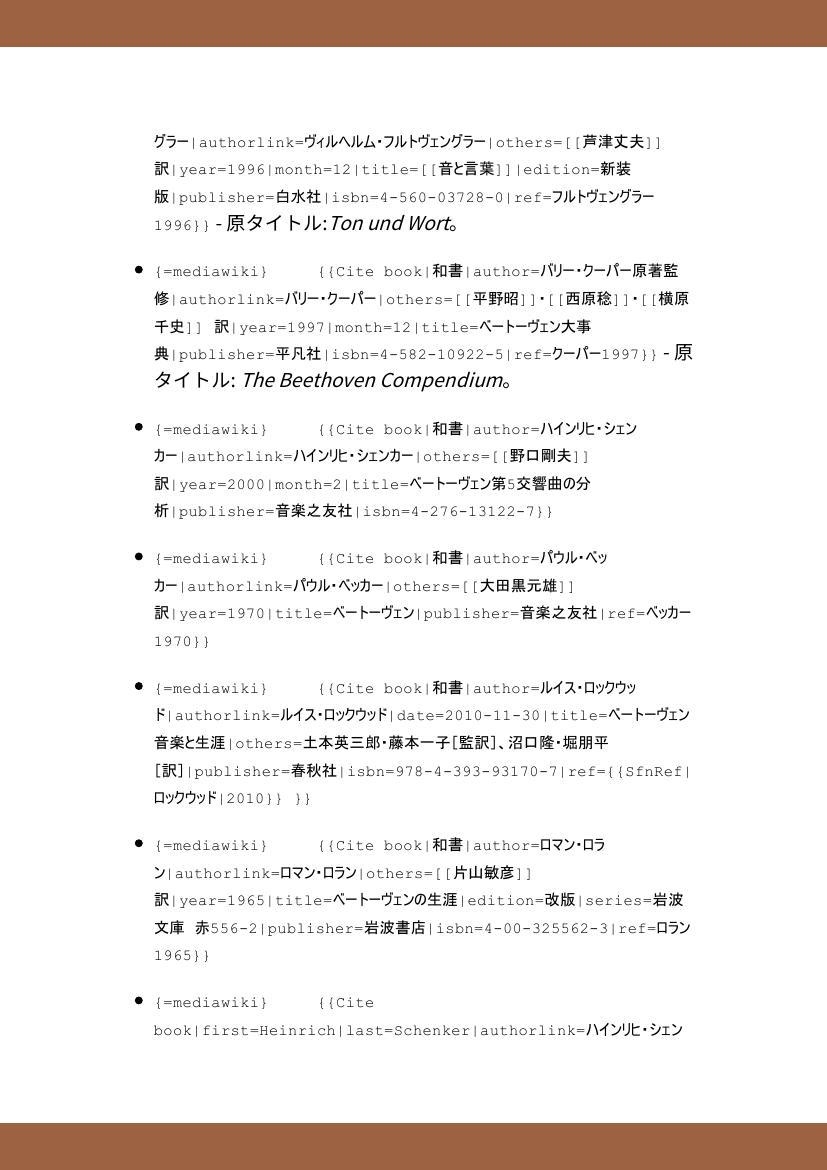 グラー|authorlink=ヴィルヘルム・フルトヴェングラー|others=[[芦津丈夫]]
訳|year=1996|month=12|title=[[音と言葉]]|edition=新装
版|publisher=白水社|isbn=4-560-03728-0|ref=フルトヴェングラー
1996}} - 原タイトル:Ton und Wort。
● {=mediawiki} {{Cite book|和書|author=バリー・クーパー原著監
修|authorlink=バリー・クーパー|others=[[平野昭]]・[[西原稔]]・[[横原
千史]] 訳|year=1997|month=12|title=ベートーヴェン大事
典|publisher=平凡社|isbn=4-582-10922-5|ref=クーパー1997}} - 原
タイトル: The Beethoven Compendium。
● {=mediawiki} {{Cite book|和書|author=ハインリヒ・シェン
カー|authorlink=ハインリヒ・シェンカー|others=[[野口剛夫]]
訳|year=2000|month=2|title=ベートーヴェン第5交響曲の分
析|publisher=音楽之友社|isbn=4-276-13122-7}}
● {=mediawiki} {{Cite book|和書|author=パウル・ベッ
カー|authorlink=パウル・ベッカー|others=[[大田黒元雄]]
訳|year=1970|title=ベートーヴェン|publisher=音楽之友社|ref=ベッカー
1970}}
● {=mediawiki} {{Cite book|和書|author=ルイス・ロックウッ
ド|authorlink=ルイス・ロックウッド|date=2010-11-30|title=ベートーヴェン
音楽と生涯|others=土本英三郎・藤本一子［監訳］、沼口隆・堀朋平
［訳］|publisher=春秋社|isbn=978-4-393-93170-7|ref={{SfnRef|
ロックウッド|2010}} }}
● {=mediawiki} {{Cite book|和書|author=ロマン・ロラ
ン|authorlink=ロマン・ロラン|others=[[片山敏彦]]
訳|year=1965|title=ベートーヴェンの生涯|edition=改版|series=岩波
文庫 赤556-2|publisher=岩波書店|isbn=4-00-325562-3|ref=ロラン
1965}}
● {=mediawiki} {{Cite
book|first=Heinrich|last=Schenker|authorlink=ハインリヒ・シェン